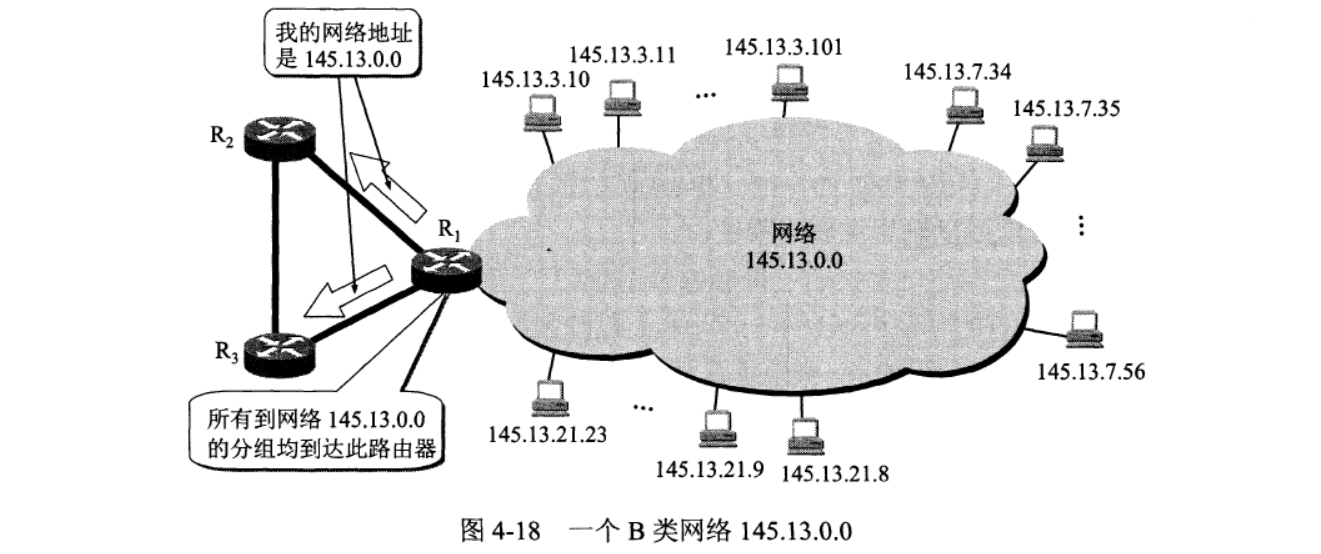 我的网络地址
是 145.13.0.0
145.13.3.10
145.13.3.11
...
145.13.3.101
145.13.7.34
145.13.7.35
R₂
R₁
网络
145.13.0.0
⋮
R₃
145.13.7.56
所有到网络 145.13.0.0
的分组均到达此路由器
145.13.21.23
...
145.13.21.9
145.13.21.8
图 4-18 一个 B 类网络 145.13.0.0